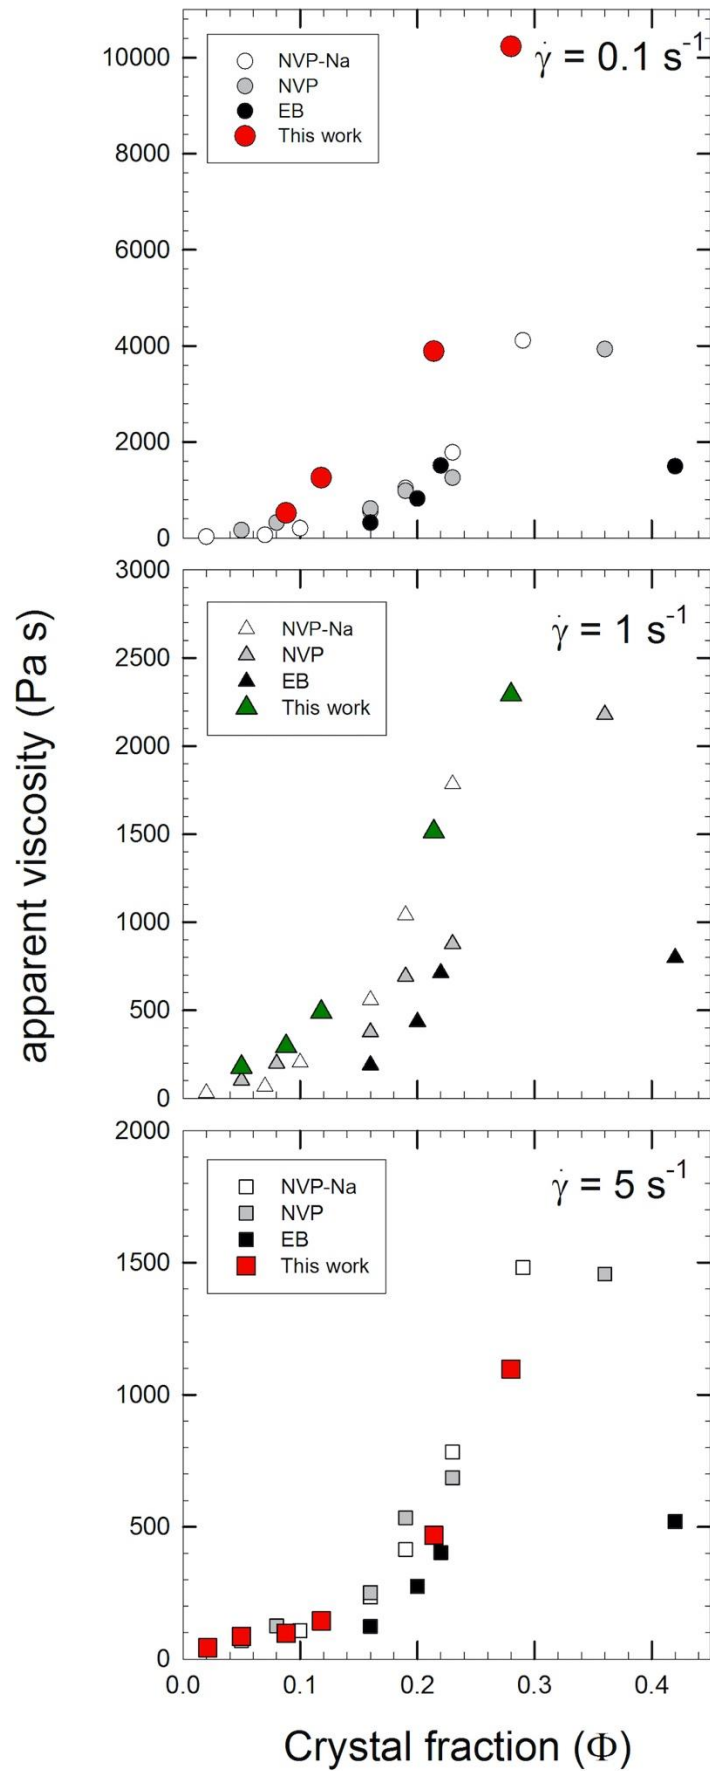 10000
8000
6000
4000
2000
0
NVP-Na
NVP
EB
This work
γ̇ = 0.1 s⁻¹
apparent viscosity (Pa s)
3000
2500
2000
1500
1000
500
0
NVP-Na
NVP
EB
This work
γ̇ = 1 s⁻¹
2000
1500
1000
500
0
NVP-Na
NVP
EB
This work
γ̇ = 5 s⁻¹
0.0 0.1 0.2 0.3 0.4
Crystal fraction (Φ)